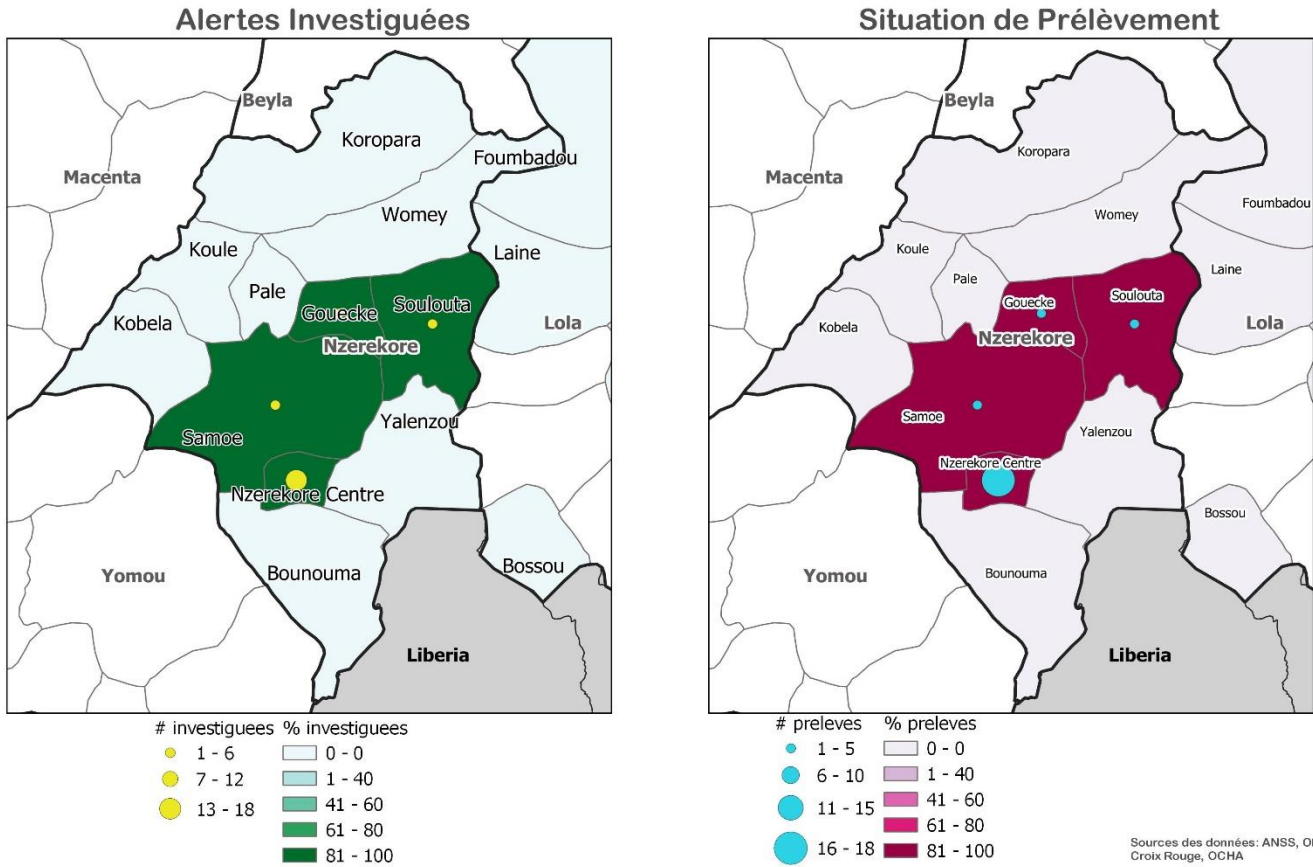 Alertes Investiguées
Beyla
Koropara
Foumbadou
Macenta
Womey
Koule
Laine
Pale
Gouecke
Soulouta
Kobela
Lola
Nzerekore
Yalenzou
Samoe
Nzerekore Centre
Bounouma
Bossou
Yomou
Liberia
# investiguees
% investiguees
1 - 6
0 - 0
7 - 12
1 - 40
13 - 18
41 - 60
61 - 80
81 - 100
Situation de Prélèvement
Beyla
Koropara
Macenta
Foumbadou
Womey
Koule
Laine
Pale
Gouecke
Soulouta
Kobela
Lola
Nzerekore
Samoe
Yalenzou
Nzerekore Centre
Bossou
Bounouma
Yomou
Liberia
# preleves
% preleves
1 - 5
0 - 0
6 - 10
1 - 40
11 - 15
41 - 60
61 - 80
16 - 18
81 - 100
Sources des données: ANSS,
Croix Rouge, OCHA